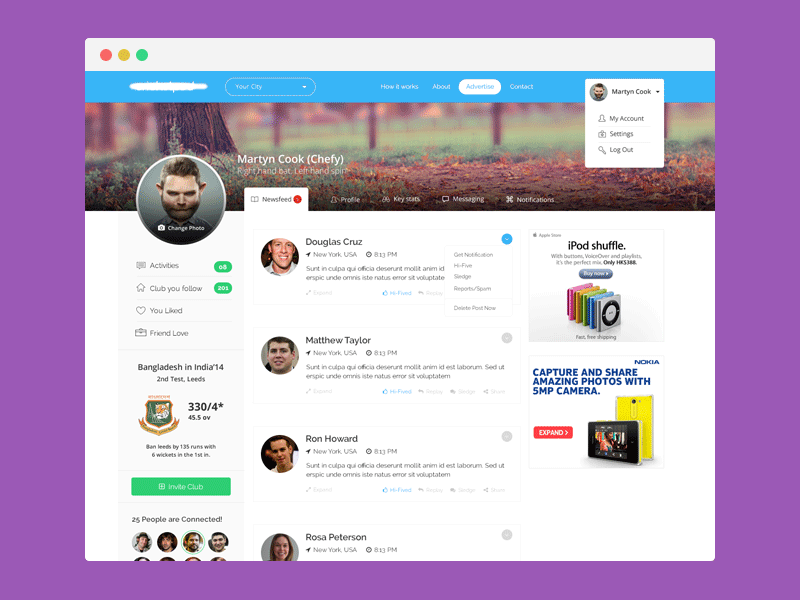 Your City
How it works
About
Advertise
Contact
Martyn Cook
My Account
Settings
Log Out
Martyn Cook (Chefy)
Right hand bat. Left hand spin
Change Photo
Newsfeed
Profile
Key stats
Messaging
Notifications
Activities 98
Club you follow 201
You Liked
Friend Love
Bangladesh in India'14
2nd Test, Leeds
330/4*
45.5 ov
Ban leeds by 135 runs with
6 wickets in the 1st in.
Invite Club
25 People are Connected!
Douglas Cruz
New York, USA 8:13 PM
Sunt in culpa qui officia deserunt mollit anim id
erspic unde omnis iste natus error sit voluptatem
Expand Hi-Fived Reppy
Get Notification
Hi-Five
Sledge
Reports/Spam
Delete Post Now
Matthew Taylor
New York, USA 8:13 PM
Sunt in culpa qui officia deserunt mollit anim id est laborum. Sed ut
erspic unde omnis iste natus error sit voluptatem
Expand Hi-Fived Reppy Sledge Share
Ron Howard
New York, USA 8:13 PM
Sunt in culpa qui officia deserunt mollit anim id est laborum. Sed ut
erspic unde omnis iste natus error sit voluptatem
Expand Hi-Fived Reppy Sledge Share
Rosa Peterson
New York, USA 8:13 PM
Apple Store
iPod shuffle.
With buttons, VoiceOver and playlists,
it's the perfect mix. Only HK$388.
Buy now
Fast, free shipping
NOKIA
CAPTURE AND SHARE
AMAZING PHOTOS WITH
5MP CAMERA.
EXPAND